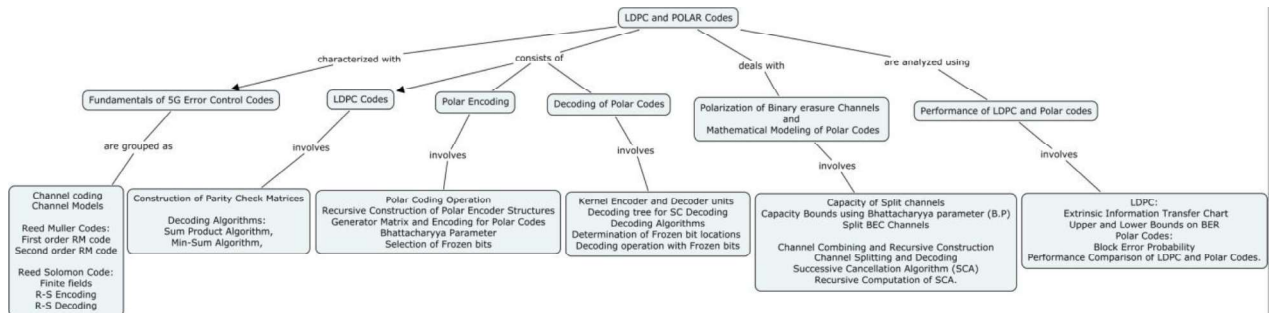 LDPC and POLAR Codes
characterized with
consists of
deals with
are analyzed using
Fundamentals of 5G Error Control Codes
LDPC Codes
Polar Encoding
Decoding of Polar Codes
Polarization of Binary erasure Channels
and
Mathematical Modeling of Polar Codes
Performance of LDPC and Polar codes
are grouped as
involves
involves
involves
involves
involves
Channel coding
Channel Models
Reed Muller Codes:
First order RM code
Second order RM code
Reed Solomon Code:
Finite fields
R-S Encoding
R-S Decoding
Construction of Parity Check Matrices
Decoding Algorithms:
Sum Product Algorithm,
Min-Sum Algorithm,
Polar Coding Operation
Recursive Construction of Polar Encoder Structures
Generator Matrix and Encoding for Polar Codes
Bhattacharyya Parameter
Selection of Frozen bits
Kernel Encoder and Decoder units
Decoding tree for SC Decoding
Decoding Algorithms
Determination of Frozen bit locations
Decoding operation with Frozen bits
Capacity of Split channels
Capacity Bounds using Bhattacharyya parameter (B.P)
Split BEC Channels
Channel Combining and Recursive Construction
Channel Splitting and Decoding
Successive Cancellation Algorithm (SCA)
Recursive Computation of SCA.
LDPC:
Extrinsic Information Transfer Chart
Upper and Lower Bounds on BER
Polar Codes:
Block Error Probability
Performance Comparison of LDPC and Polar Codes.